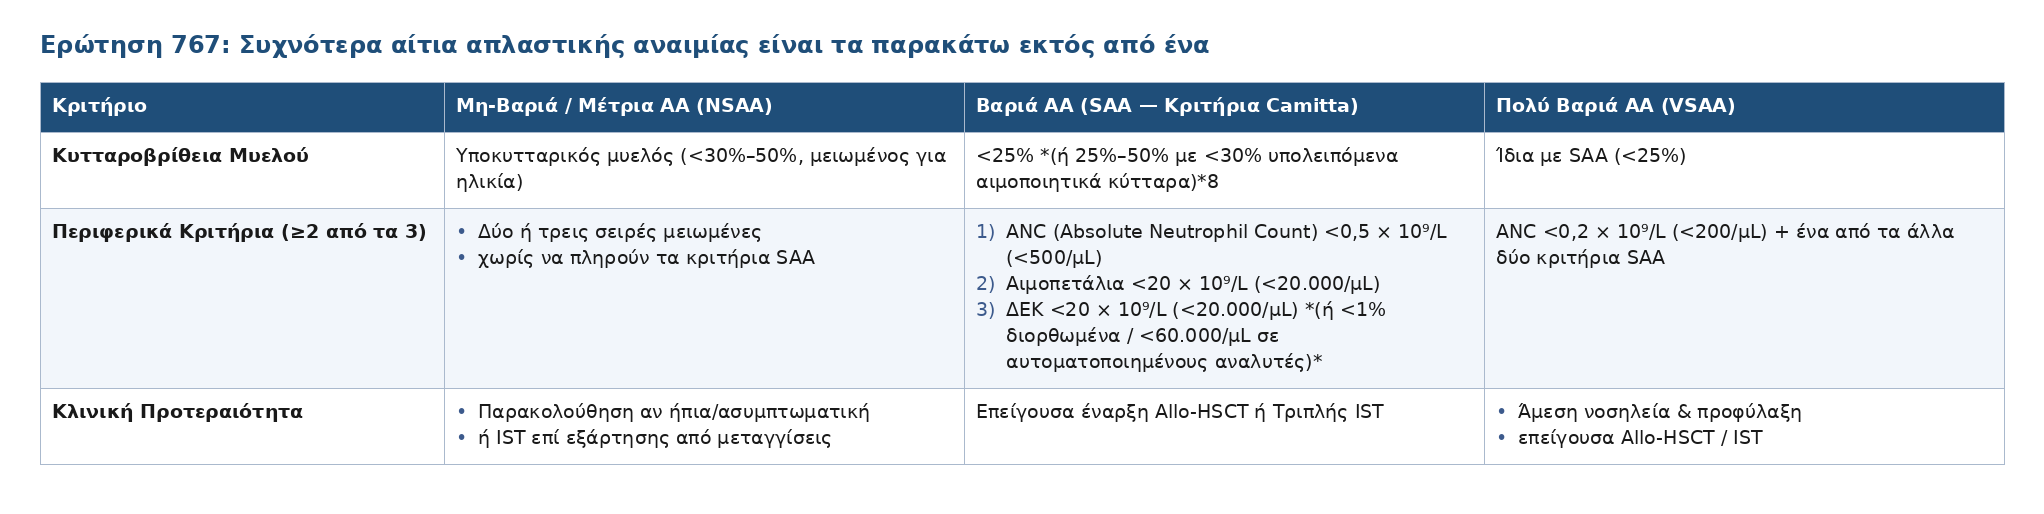 Ερώτηση 767: Συχνότερα αίτια απλαστικής αναιμίας είναι τα παρακάτω εκτός από ένα
Κριτήριο
Μη-Βαριά / Μέτρια ΑΑ (NSAA)
Βαριά ΑΑ (SAA — Κριτήρια Camitta)
Πολύ Βαριά ΑΑ (VSAA)
Κυτταροβρίθεια Μυελού
Υποκυτταρικός μυελός (<30%–50%, μειωμένος για
ηλικία)
<25% *(ή 25%–50% με <30% υπολειπόμενα
αιμοποιητικά κύτταρα)*8
Ίδια με SAA (<25%)
Περιφερικά Κριτήρια (≥2 από τα 3)
• Δύο ή τρεις σειρές μειωμένες
• χωρίς να πληρούν τα κριτήρια SAA
1) ANC (Absolute Neutrophil Count) <0,5 × 10⁹/L
(<500/μL)
2) Αιμοπετάλια <20 × 10⁹/L (<20.000/μL)
3) ΔΕΚ <20 × 10⁹/L (<20.000/μL) *(ή <1%
διορθωμένα / <60.000/μL σε
αυτοματοποιημένους αναλυτές)*
ANC <0,2 × 10⁹/L (<200/μL) + ένα από τα άλλα
δύο κριτήρια SAA
Κλινική Προτεραιότητα
• Παρακολούθηση αν ήπια/ασυμπτωματική
• ή IST επί εξάρτησης από μεταγγίσεις
Επείγουσα έναρξη Allo-HSCT ή Τριπλής IST
• Άμεση νοσηλεία & προφύλαξη
• επείγουσα Allo-HSCT / IST